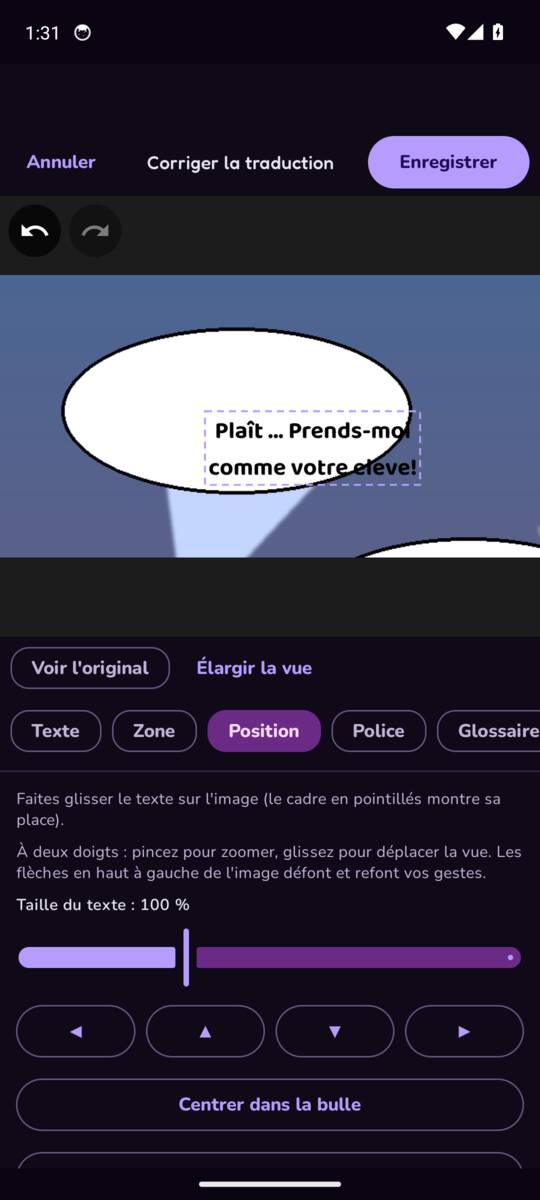 1:31
Annuler
Corriger la traduction
Enregistrer
Plaît ... Prends-moi
comme votre élève!
Voir l'original
Élargir la vue
Texte
Zone
Position
Police
Glossaire
Faites glisser le texte sur l'image (le cadre en pointillés montre sa
place).
À deux doigts : pincez pour zoomer, glissez pour déplacer la vue. Les
flèches en haut à gauche de l'image défont et refont vos gestes.
Taille du texte : 100 %
Centrer dans la bulle